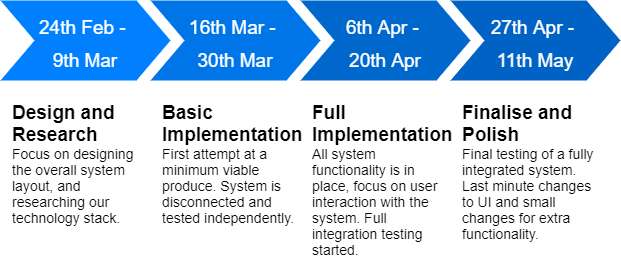 24th Feb -
9th Mar
16th Mar -
30th Mar
6th Apr -
20th Apr
27th Apr -
11th May
Design and
Research
Focus on designing
the overall system
layout, and
researching our
technology stack.
Basic
Implementation
First attempt at a
minimum viable
produce. System is
disconnected and
tested independently.
Full
Implementation
All system
functionality is in
place, focus on user
interaction with the
system. Full
integration testing
started.
Finalise and
Polish
Final testing of a fully
integrated system.
Last minute changes
to UI and small
changes for extra
functionality.